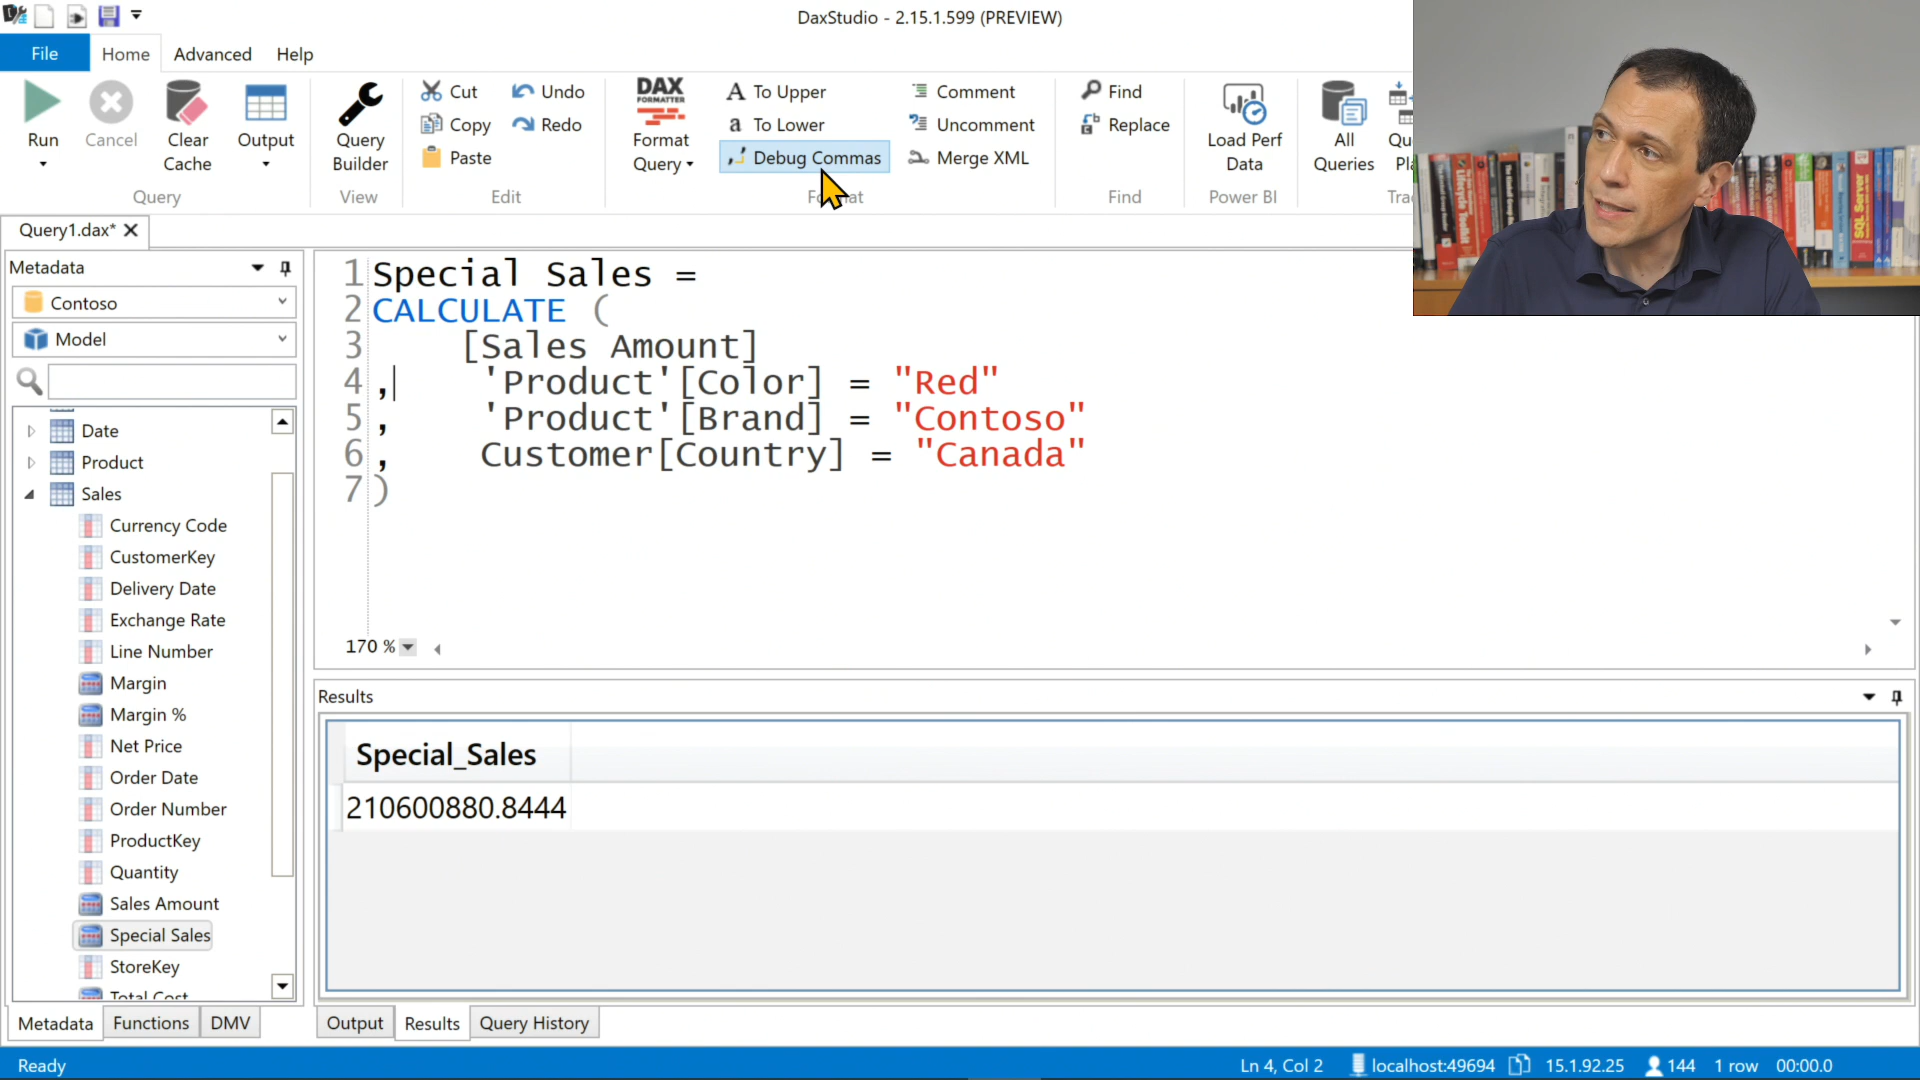 DaxStudio - 2.15.1.599 (PREVIEW)
File Home Advanced Help
Run
Cancel
Clear Cache
Output
Query
Query Builder
View
Cut
Copy
Paste
Undo
Redo
Edit
DAX FORMATTER
Format Query
A To Upper
a To Lower
Debug Commas
Comment
Uncomment
Merge XML
Find
Replace
Find
Load Perf Data
Power BI
All Queries
Query1.dax*
Metadata
Contoso
Model
Date
Product
Sales
Currency Code
CustomerKey
Delivery Date
Exchange Rate
Line Number
Margin
Margin %
Net Price
Order Date
Order Number
ProductKey
Quantity
Sales Amount
Special Sales
StoreKey
Total Cost
Metadata Functions DMV
1 Special Sales =
2 CALCULATE (
3 [Sales Amount]
4 , 'Product'[Color] = "Red"
5 , 'Product'[Brand] = "Contoso"
6 , Customer[Country] = "Canada"
7 )
170 %
Results
Special_Sales
210600880.8444
Output Results Query History
Ready
Ln 4, Col 2 localhost:49694 15.1.92.25 144 1 row 00:00.0
SQL Server